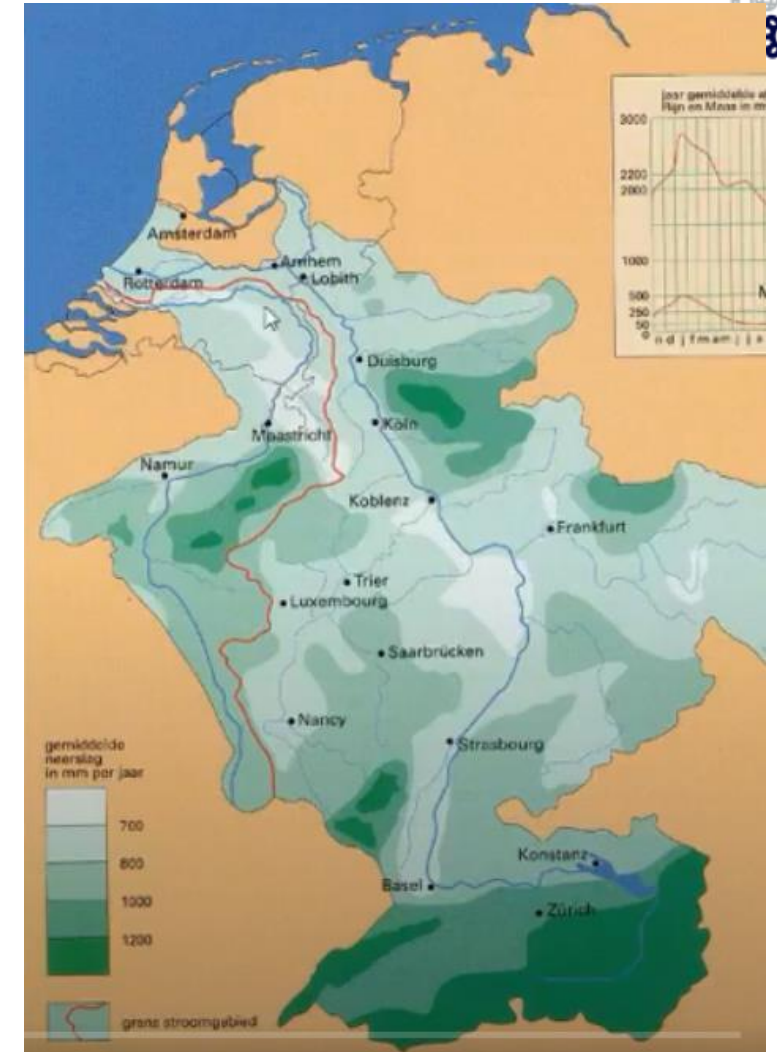 jaar gemiddelde
Rijn en Maas in m
3000
2200
2000
1000
500
250
50
0
n d j f m a m j j a
M
Amsterdam
Arnhem
Lobith
Rotterdam
Duisburg
Köln
Maastricht
Namur
Koblenz
Frankfurt
Trier
Luxembourg
Saarbrücken
Nancy
Strasbourg
Konstanz
Basel
Zürich
gemiddelde
neerslag
in mm per jaar
700
800
1000
1200
grens stroomgebied